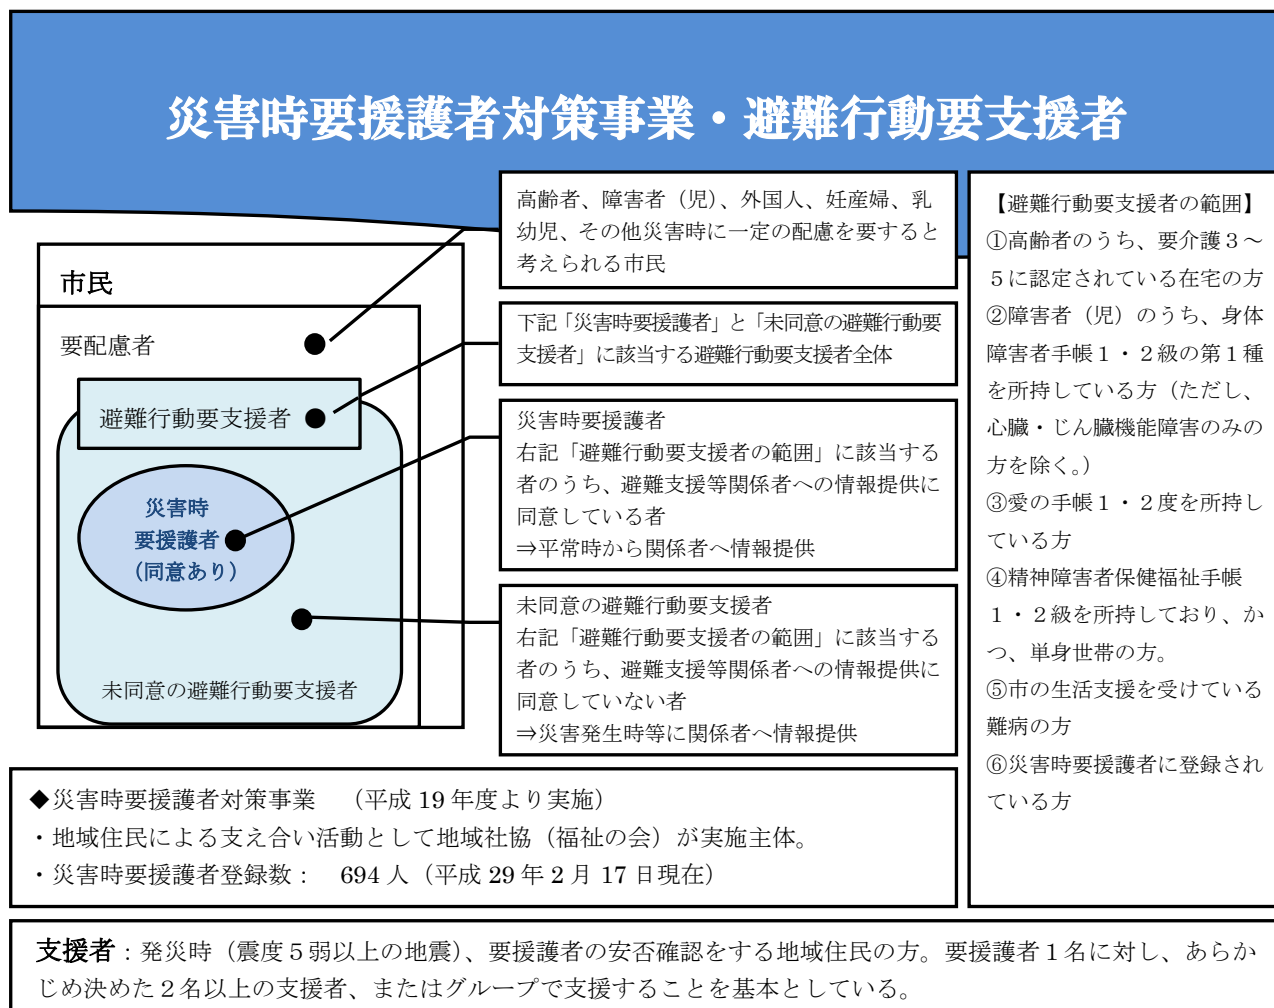 災害時要援護者対策事業・避難行動要支援者
市民
要配慮者
避難行動要支援者
災害時
要援護者
（同意あり）
未同意の避難行動要支援者
高齢者、障害者（児）、外国人、妊産婦、乳
幼児、その他災害時に一定の配慮を要すると
考えられる市民
下記「災害時要援護者」と「未同意の避難行動要
支援者」に該当する避難行動要支援者全体
災害時要援護者
右記「避難行動要支援者の範囲」に該当する
者のうち、避難支援等関係者への情報提供に
同意している者
⇒平常時から関係者へ情報提供
未同意の避難行動要支援者
右記「避難行動要支援者の範囲」に該当する
者のうち、避難支援等関係者への情報提供に
同意していない者
⇒災害発生時等に関係者へ情報提供
【避難行動要支援者の範囲】
①高齢者のうち、要介護３～
５に認定されている在宅の方
②障害者（児）のうち、身体
障害者手帳１・２級の第１種
を所持している方（ただし、
心臓・じん臓機能障害のみの
方を除く。）
③愛の手帳１・２度を所持し
ている方
④精神障害者保健福祉手帳
１・２級を所持しており、か
つ、単身世帯の方。
⑤市の生活支援を受けている
難病の方
⑥災害時要援護者に登録され
ている方
◆災害時要援護者対策事業　（平成 19 年度より実施）
・地域住民による支え合い活動として地域社協（福祉の会）が実施主体。
・災害時要援護者登録数：　694 人（平成 29 年 2 月 17 日現在）
支援者：発災時（震度５弱以上の地震）、要援護者の安否確認をする地域住民の方。要援護者１名に対し、あらか
じめ決めた２名以上の支援者、またはグループで支援することを基本としている。